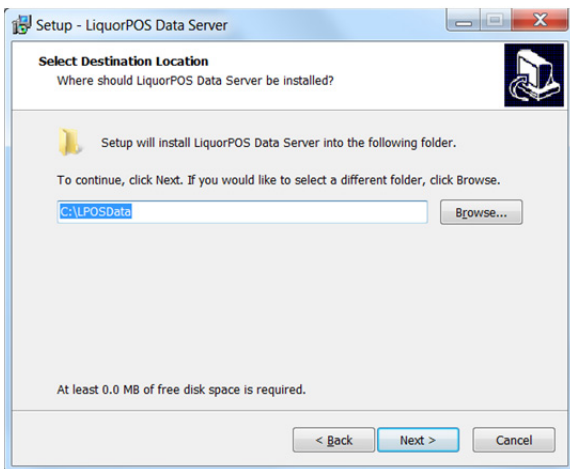 Setup - LiquorPOS Data Server
Select Destination Location
Where should LiquorPOS Data Server be installed?
Setup will install LiquorPOS Data Server into the following folder.
To continue, click Next. If you would like to select a different folder, click Browse.
C:\LPOSData
Browse...
At least 0.0 MB of free disk space is required.
< Back Next > Cancel